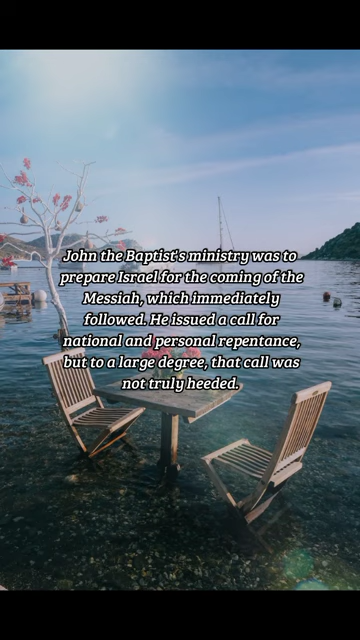 John the Baptist's ministry was to
prepare Israel for the coming of the
Messiah, which immediately
followed. He issued a call for
national and personal repentance,
but to a large degree, that call was
not truly heeded.